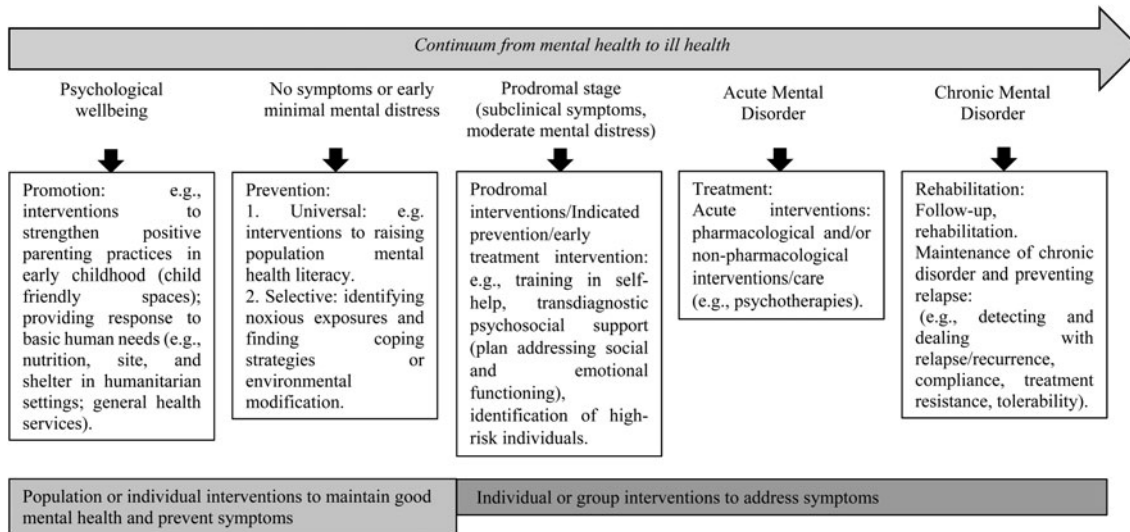 Continuum from mental health to ill health
Psychological
wellbeing
No symptoms or early
minimal mental distress
Prodromal stage
(subclinical symptoms,
moderate mental distress)
Acute Mental
Disorder
Chronic Mental
Disorder
Promotion: e.g.,
interventions to
strengthen positive
parenting practices in
early childhood (child
friendly spaces);
providing response to
basic human needs (e.g.,
nutrition, site, and
shelter in humanitarian
settings; general health
services).
Prevention:
1. Universal: e.g.
interventions to raising
population mental
health literacy.
2. Selective: identifying
noxious exposures and
finding coping
strategies or
environmental
modification.
Prodromal
interventions/Indicated
prevention/early
treatment intervention:
e.g., training in self-
help, transdiagnostic
psychosocial support
(plan addressing social
and emotional
functioning),
identification of high-
risk individuals.
Treatment:
Acute interventions:
pharmacological and/or
non-pharmacological
interventions/care
(e.g., psychotherapies).
Rehabilitation:
Follow-up,
rehabilitation.
Maintenance of chronic
disorder and preventing
relapse:
(e.g., detecting and
dealing with
relapse/recurrence,
compliance, treatment
resistance, tolerability).
Population or individual interventions to maintain good
mental health and prevent symptoms
Individual or group interventions to address symptoms